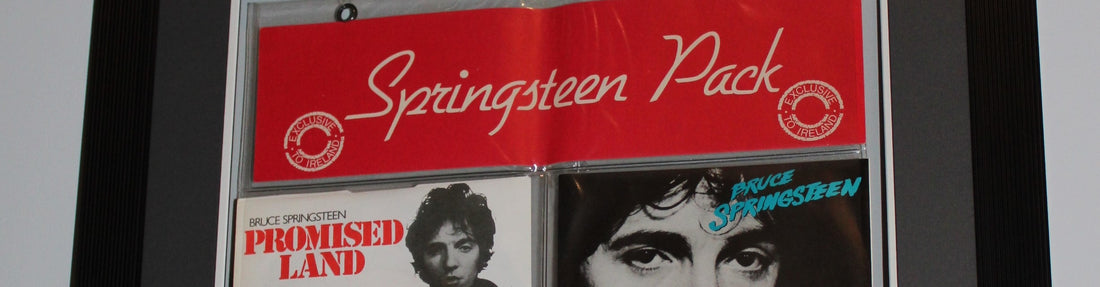 Springsteen Pack
EXCLUSIVE
TO IRELAND
EXCLUSIVE
TO IRELAND
BRUCE SPRINGSTEEN
PROMISED
LAND
BRUCE
SPRINGSTEEN